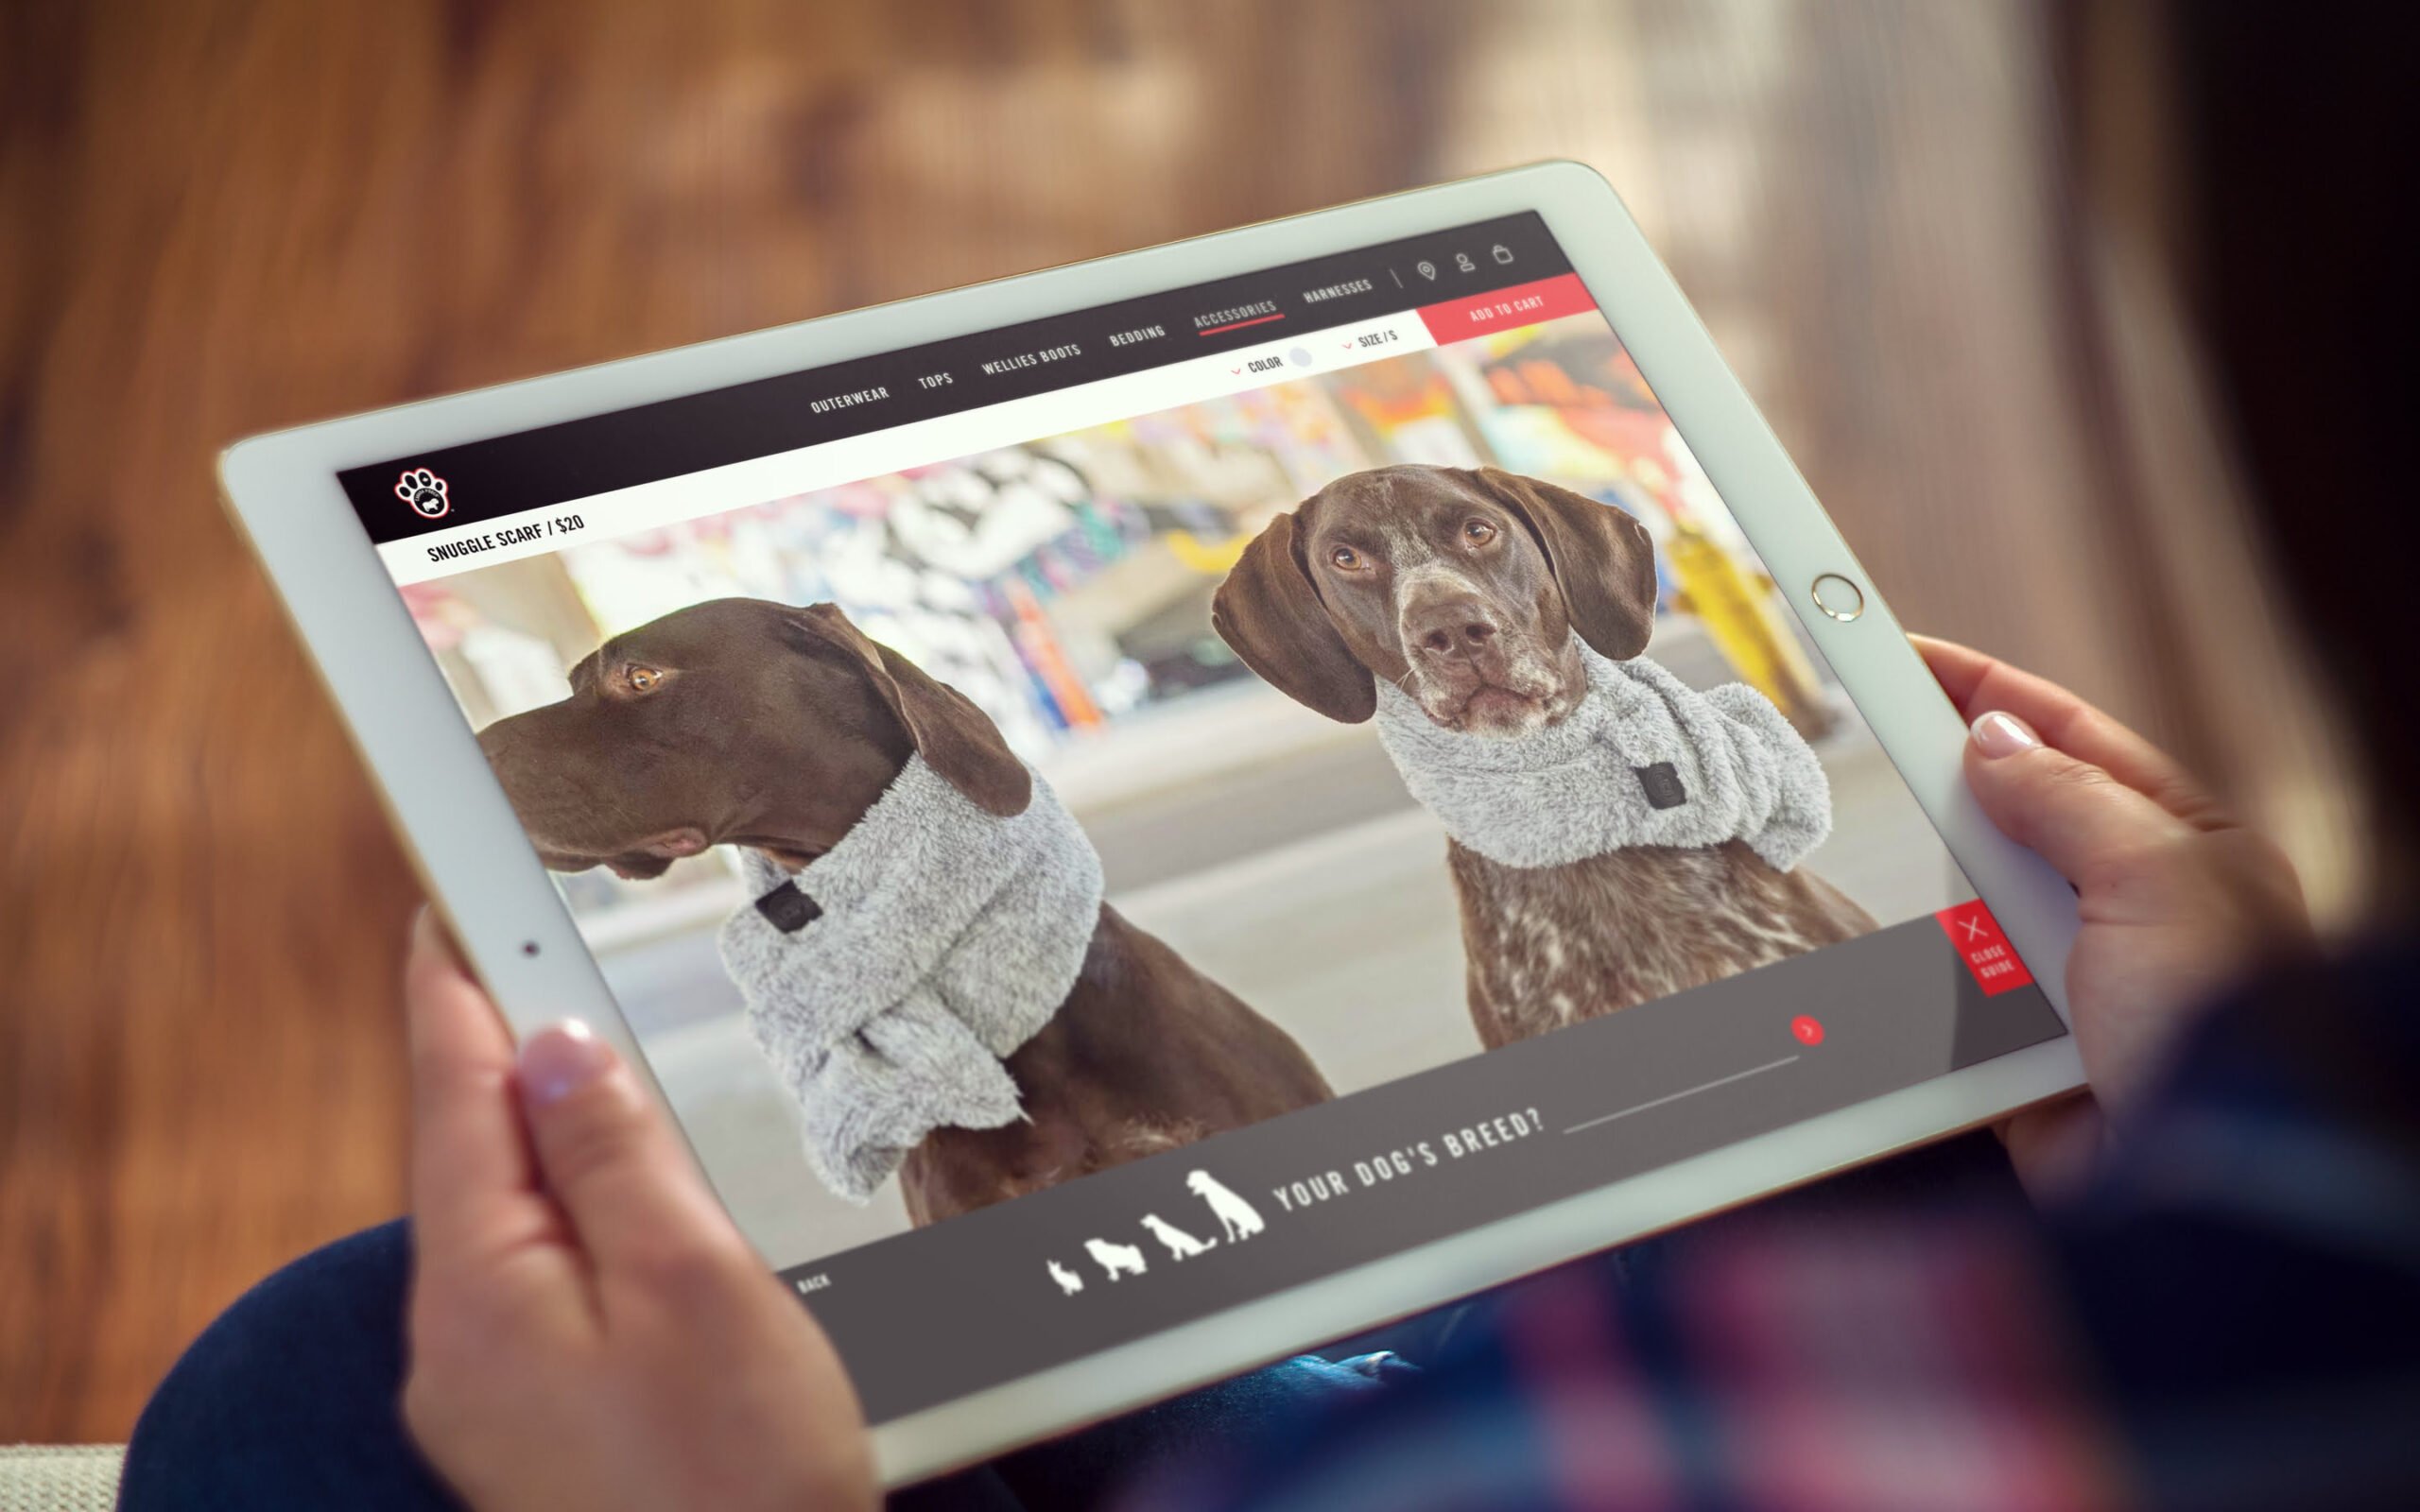 OUTERWEAR TOPS WELLIES BOOTS BEDDING ACCESSORIES HARNESSES
SNUGGLE SCARF / $20 COLOR SIZE / S ADD TO CART
CLOSE
GUIDE
YOUR DOG'S BREED?
BACK